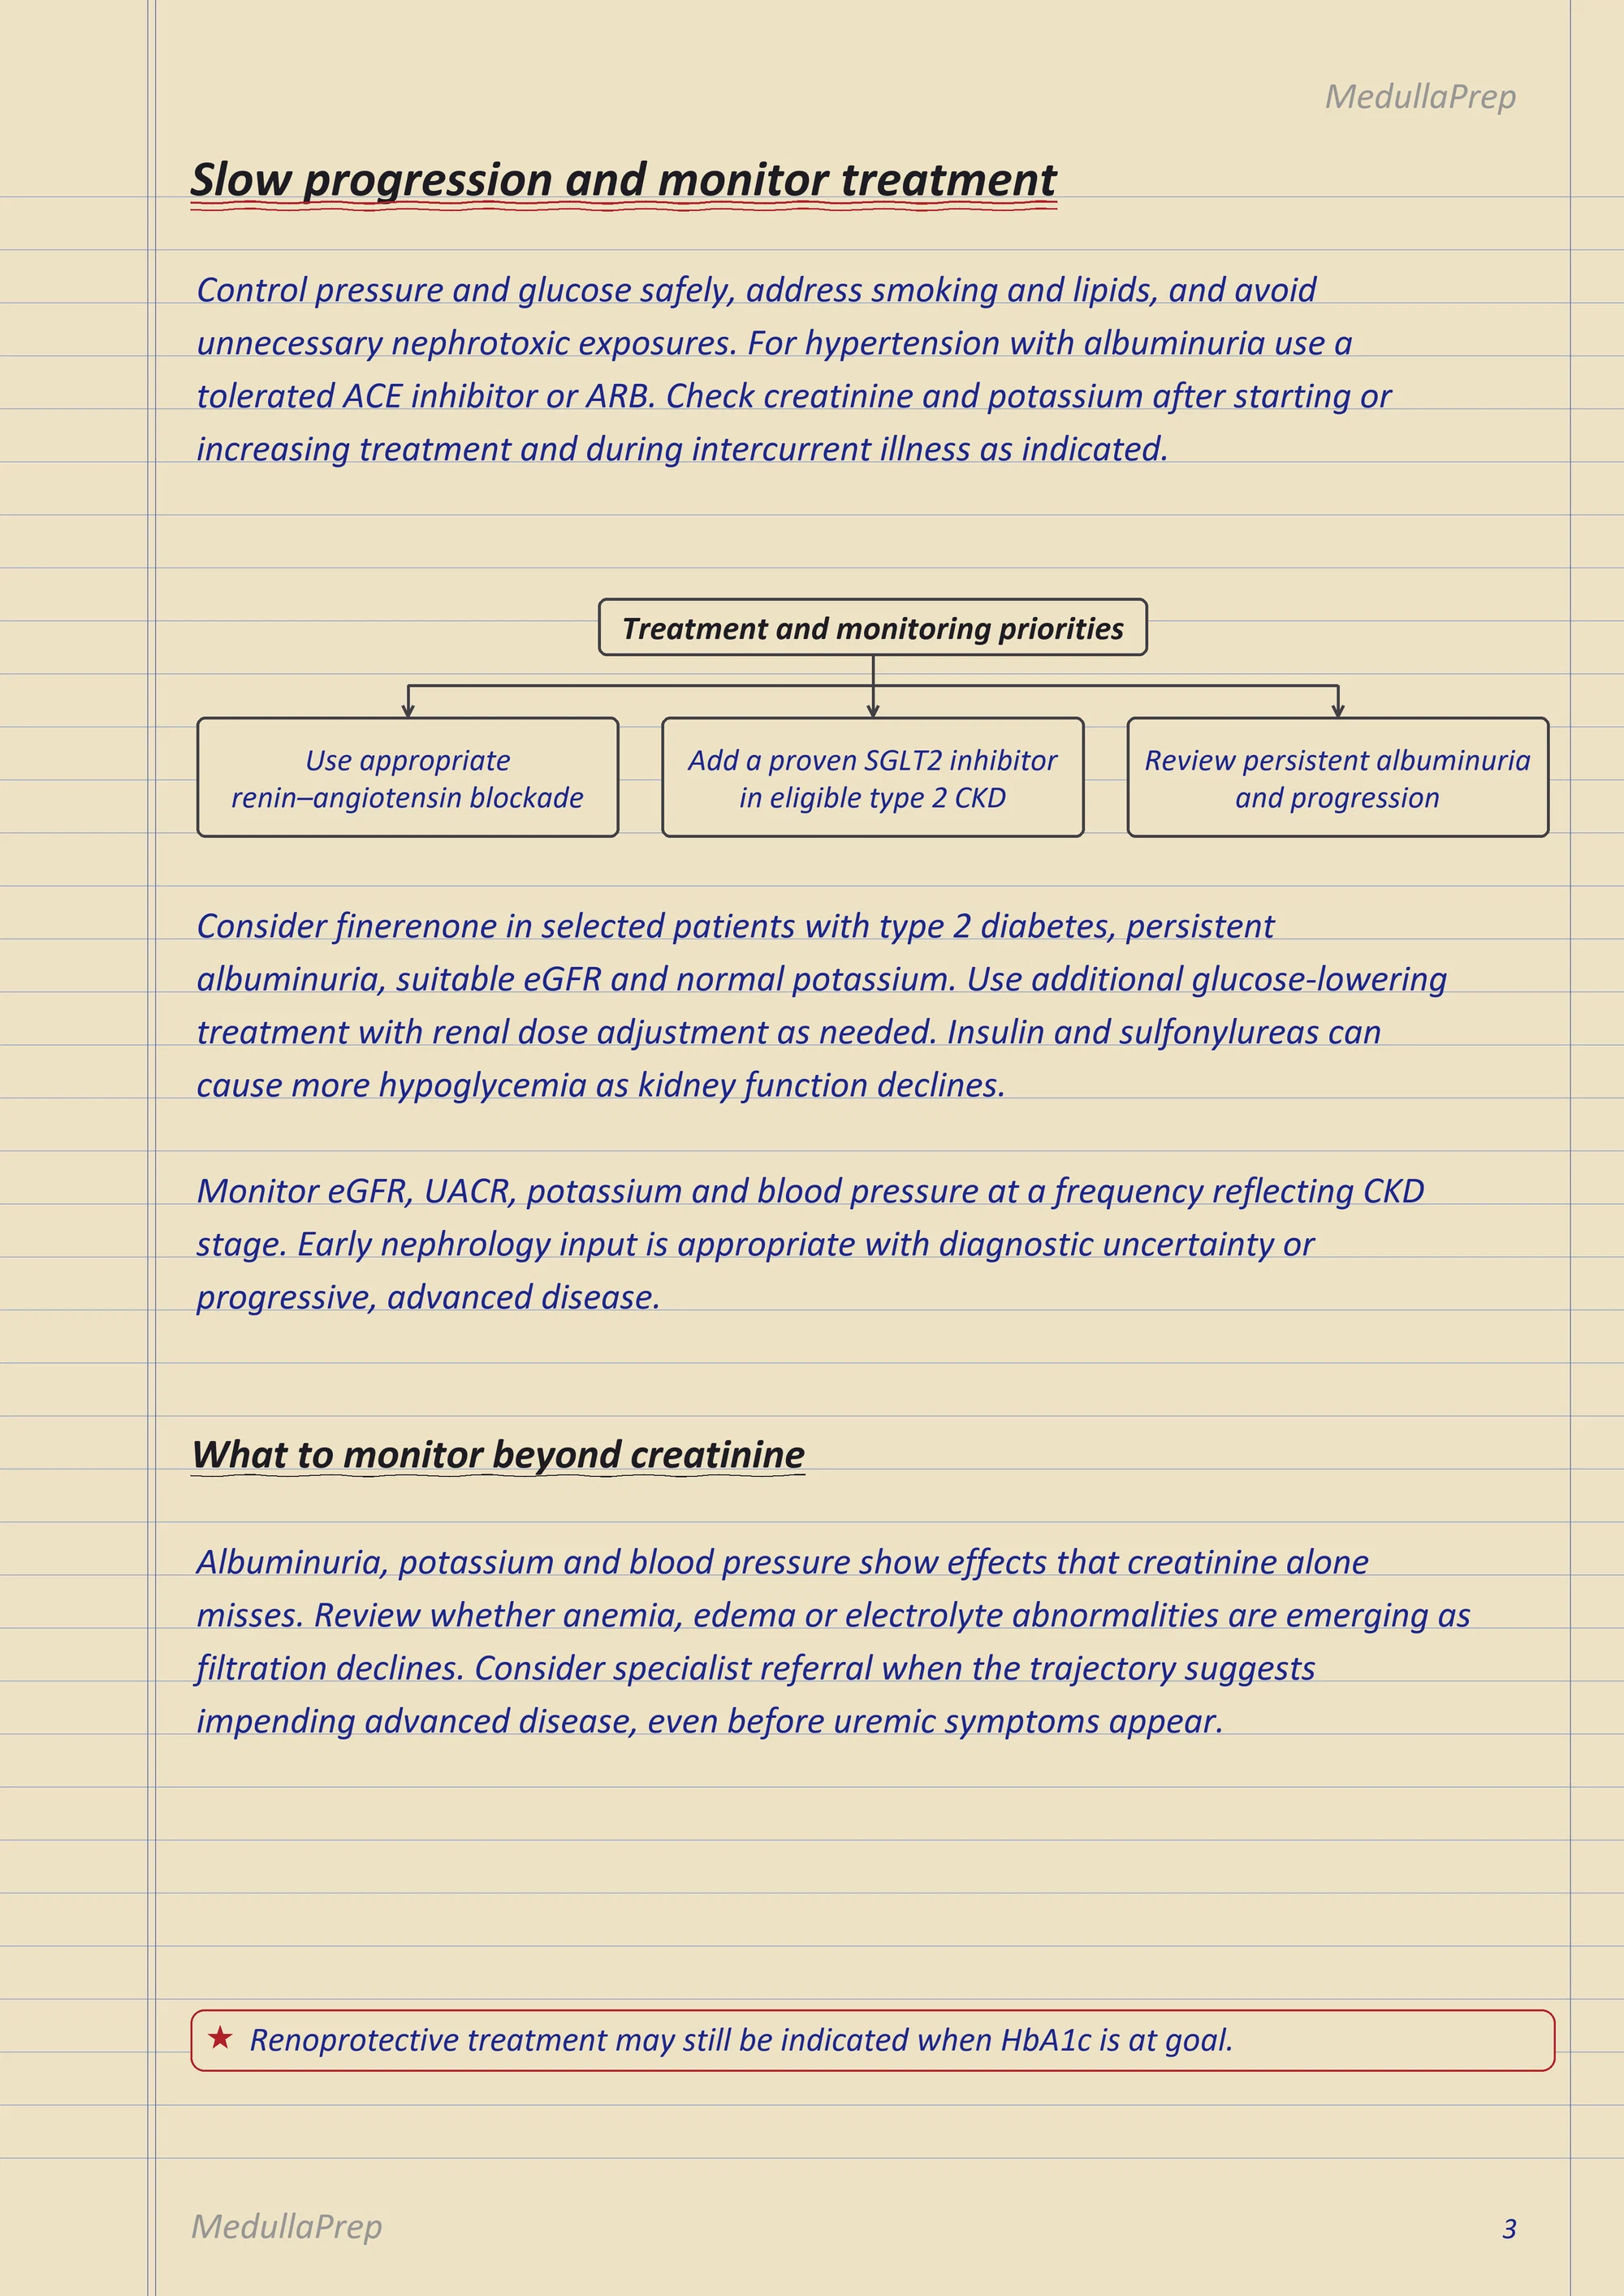 MedullaPrep
Slow progression and monitor treatment
Control pressure and glucose safely, address smoking and lipids, and avoid
unnecessary nephrotoxic exposures. For hypertension with albuminuria use a
tolerated ACE inhibitor or ARB. Check creatinine and potassium after starting or
increasing treatment and during intercurrent illness as indicated.
Treatment and monitoring priorities
Use appropriate
renin–angiotensin blockade
Add a proven SGLT2 inhibitor
in eligible type 2 CKD
Review persistent albuminuria
and progression
Consider finerenone in selected patients with type 2 diabetes, persistent
albuminuria, suitable eGFR and normal potassium. Use additional glucose-lowering
treatment with renal dose adjustment as needed. Insulin and sulfonylureas can
cause more hypoglycemia as kidney function declines.
Monitor eGFR, UACR, potassium and blood pressure at a frequency reflecting CKD
stage. Early nephrology input is appropriate with diagnostic uncertainty or
progressive, advanced disease.
What to monitor beyond creatinine
Albuminuria, potassium and blood pressure show effects that creatinine alone
misses. Review whether anemia, edema or electrolyte abnormalities are emerging as
filtration declines. Consider specialist referral when the trajectory suggests
impending advanced disease, even before uremic symptoms appear.
★ Renoprotective treatment may still be indicated when HbA1c is at goal.
MedullaPrep
3